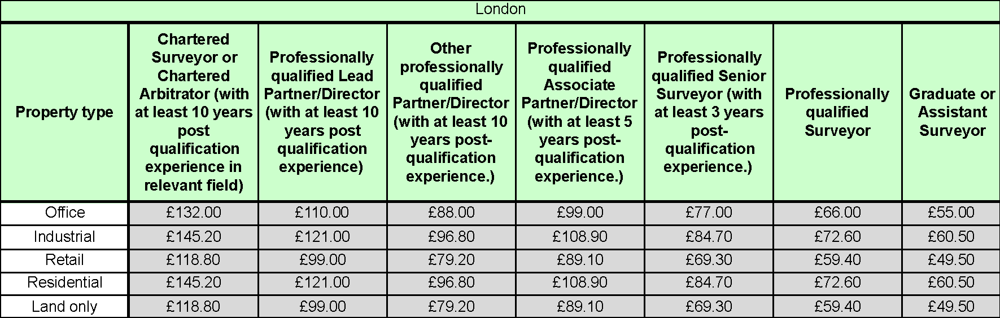 London
Property type
Chartered
Surveyor or
Chartered
Arbitrator (with
at least 10 years
post
qualification
experience in
relevant field)
Professionally
qualified Lead
Partner/Director
(with at least 10
years post
qualification
experience)
Other
professionally
qualified
Partner/Director
(with at least 10
years post-
qualification
experience.)
Professionally
qualified
Associate
Partner/Director
(with at least 5
years post-
qualification
experience.)
Professionally
qualified Senior
Surveyor (with
at least 3 years
post-
qualification
experience.)
Professionally
qualified
Surveyor
Graduate or
Assistant
Surveyor
Office £132.00 £110.00 £88.00 £99.00 £77.00 £66.00 £55.00
Industrial £145.20 £121.00 £96.80 £108.90 £84.70 £72.60 £60.50
Retail £118.80 £99.00 £79.20 £89.10 £69.30 £59.40 £49.50
Residential £145.20 £121.00 £96.80 £108.90 £84.70 £72.60 £60.50
Land only £118.80 £99.00 £79.20 £89.10 £69.30 £59.40 £49.50